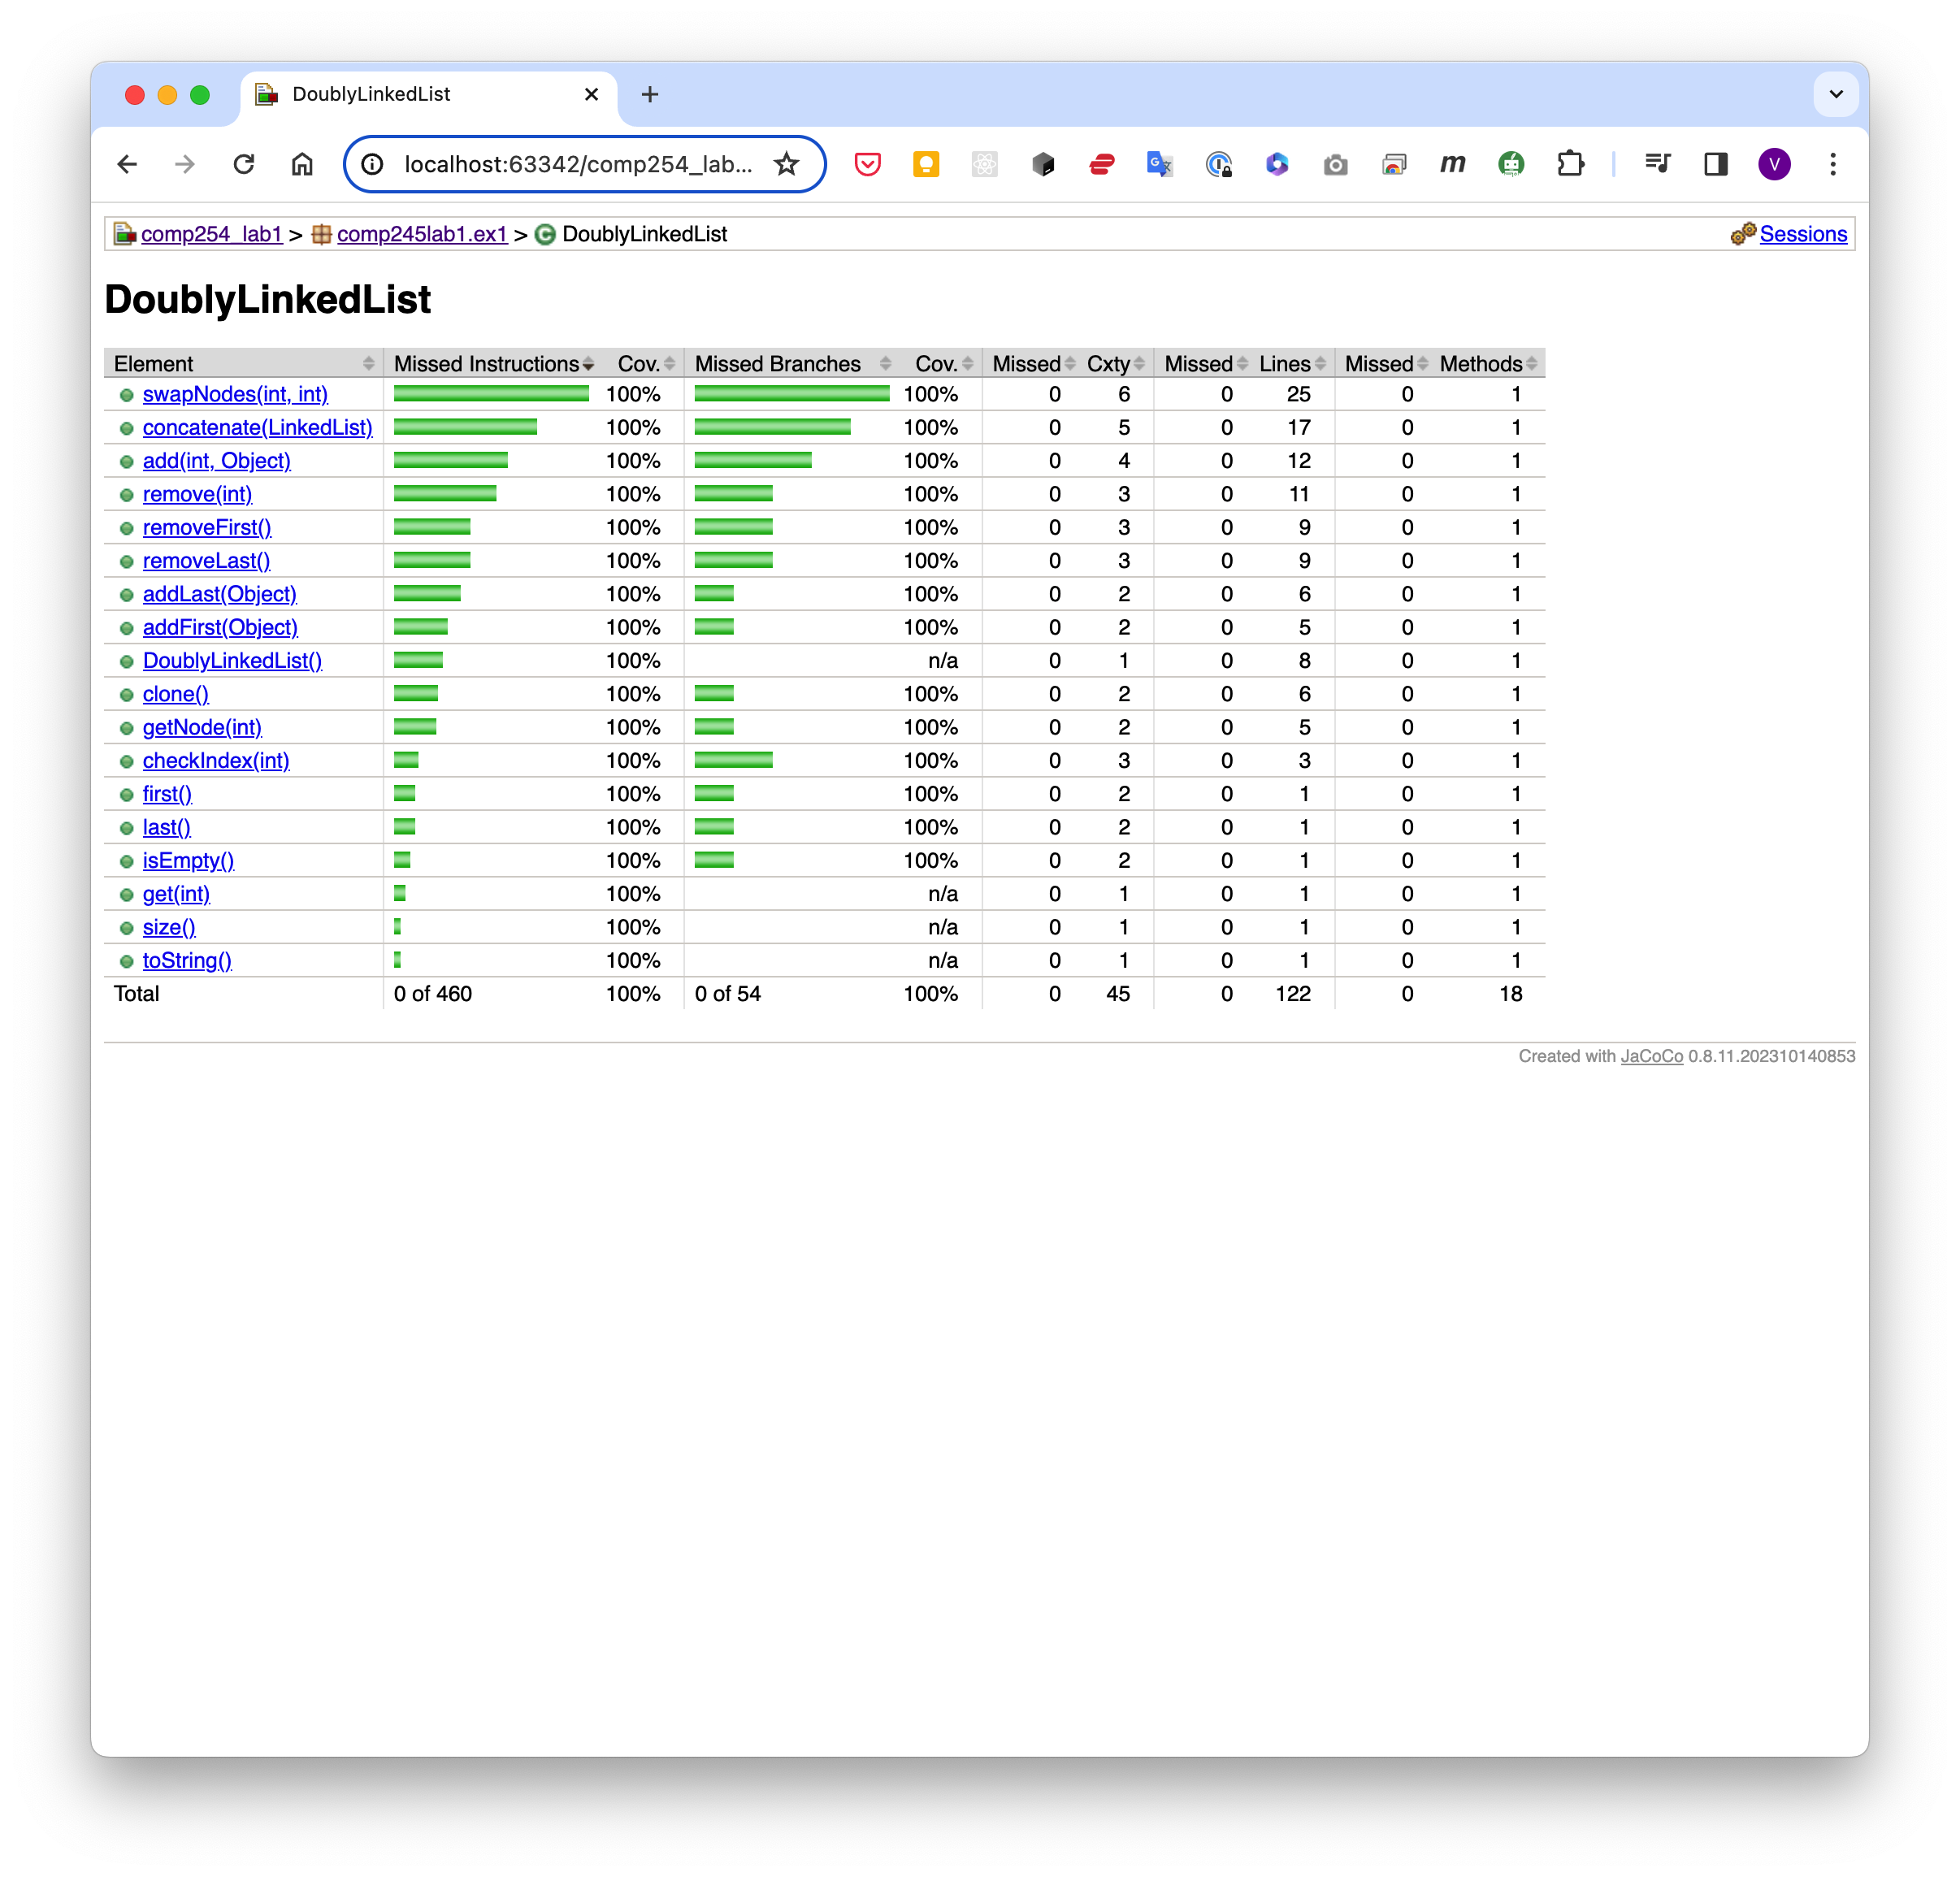 DoublyLinkedList
localhost:63342/comp254_lab...
m
V
comp254_lab1 > comp245lab1.ex1 > C DoublyLinkedList Sessions
DoublyLinkedList
Element Missed Instructions Cov. Missed Branches Cov. Missed Cxty Missed Lines Missed Methods
swapNodes(int, int) 100% 100% 0 6 0 25 0 1
concatenate(LinkedList) 100% 100% 0 5 0 17 0 1
add(int, Object) 100% 100% 0 4 0 12 0 1
remove(int) 100% 100% 0 3 0 11 0 1
removeFirst() 100% 100% 0 3 0 9 0 1
removeLast() 100% 100% 0 3 0 9 0 1
addLast(Object) 100% 100% 0 2 0 6 0 1
addFirst(Object) 100% 100% 0 2 0 5 0 1
DoublyLinkedList() 100% n/a 0 1 0 8 0 1
clone() 100% 100% 0 2 0 6 0 1
getNode(int) 100% 100% 0 2 0 5 0 1
checkIndex(int) 100% 100% 0 3 0 3 0 1
first() 100% 100% 0 2 0 1 0 1
last() 100% 100% 0 2 0 1 0 1
isEmpty() 100% 100% 0 2 0 1 0 1
get(int) 100% n/a 0 1 0 1 0 1
size() 100% n/a 0 1 0 1 0 1
toString() 100% n/a 0 1 0 1 0 1
Total 0 of 460 100% 0 of 54 100% 0 45 0 122 0 18
Created with JaCoCo 0.8.11.202310140853